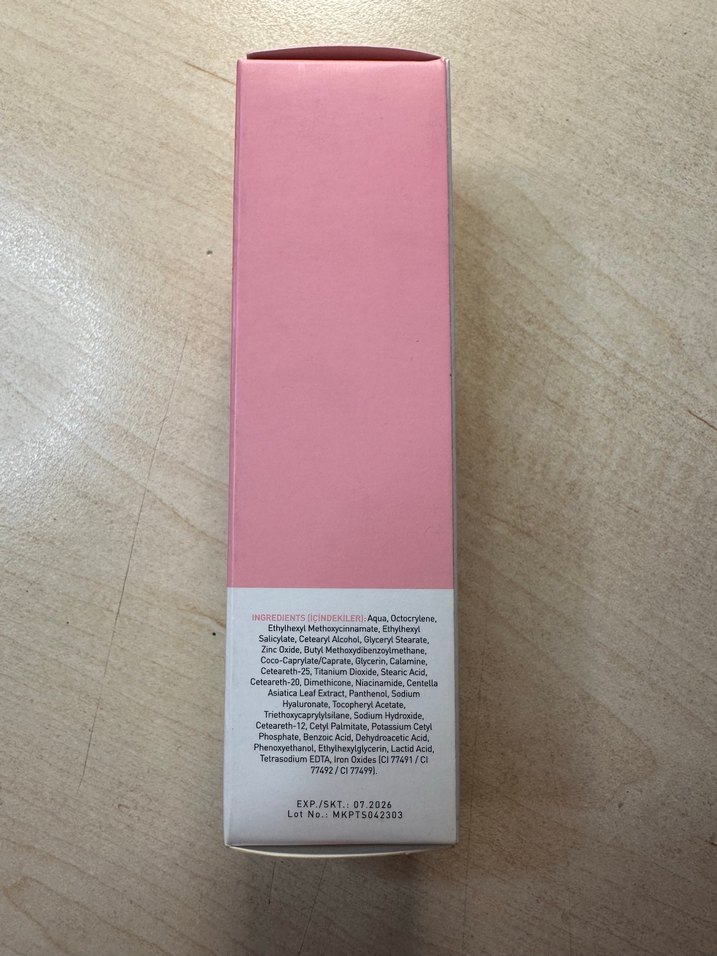 INGREDIENTS (İÇİNDEKİLER): Aqua, Octocrylene,
Ethylhexyl Methoxycinnamate, Ethylhexyl
Salicylate, Cetearyl Alcohol, Glyceryl Stearate,
Zinc Oxide, Butyl Methoxydibenzoylmethane,
Coco-Caprylate/Caprate, Glycerin, Calamine,
Ceteareth-25, Titanium Dioxide, Stearic Acid,
Ceteareth-20, Dimethicone, Niacinamide, Centella
Asiatica Leaf Extract, Panthenol, Sodium
Hyaluronate, Tocopheryl Acetate,
Triethoxycaprylylsilane, Sodium Hydroxide,
Ceteareth-12, Cetyl Palmitate, Potassium Cetyl
Phosphate, Benzoic Acid, Dehydroacetic Acid,
Phenoxyethanol, Ethylhexylglycerin, Lactid Acid,
Tetrasodium EDTA, Iron Oxides (CI 77491 / CI
77492 / CI 77499).
EXP./SKT.: 07.2026
Lot No.: MKPTS042303